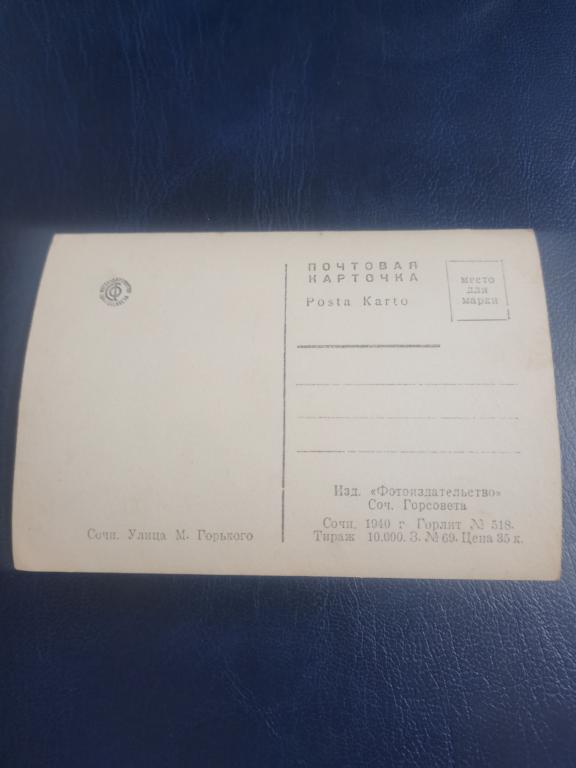 ПОЧТОВАЯ
КАРТОЧКА
Posta Karto
место
для
марки
Изд. «Фотоиздательство»
Соч. Горсовета
Сочи, 1940 г Горлит № 518.
Тираж 10.000. З. № 69. Цена 35 к.
Сочи. Улица М. Горького